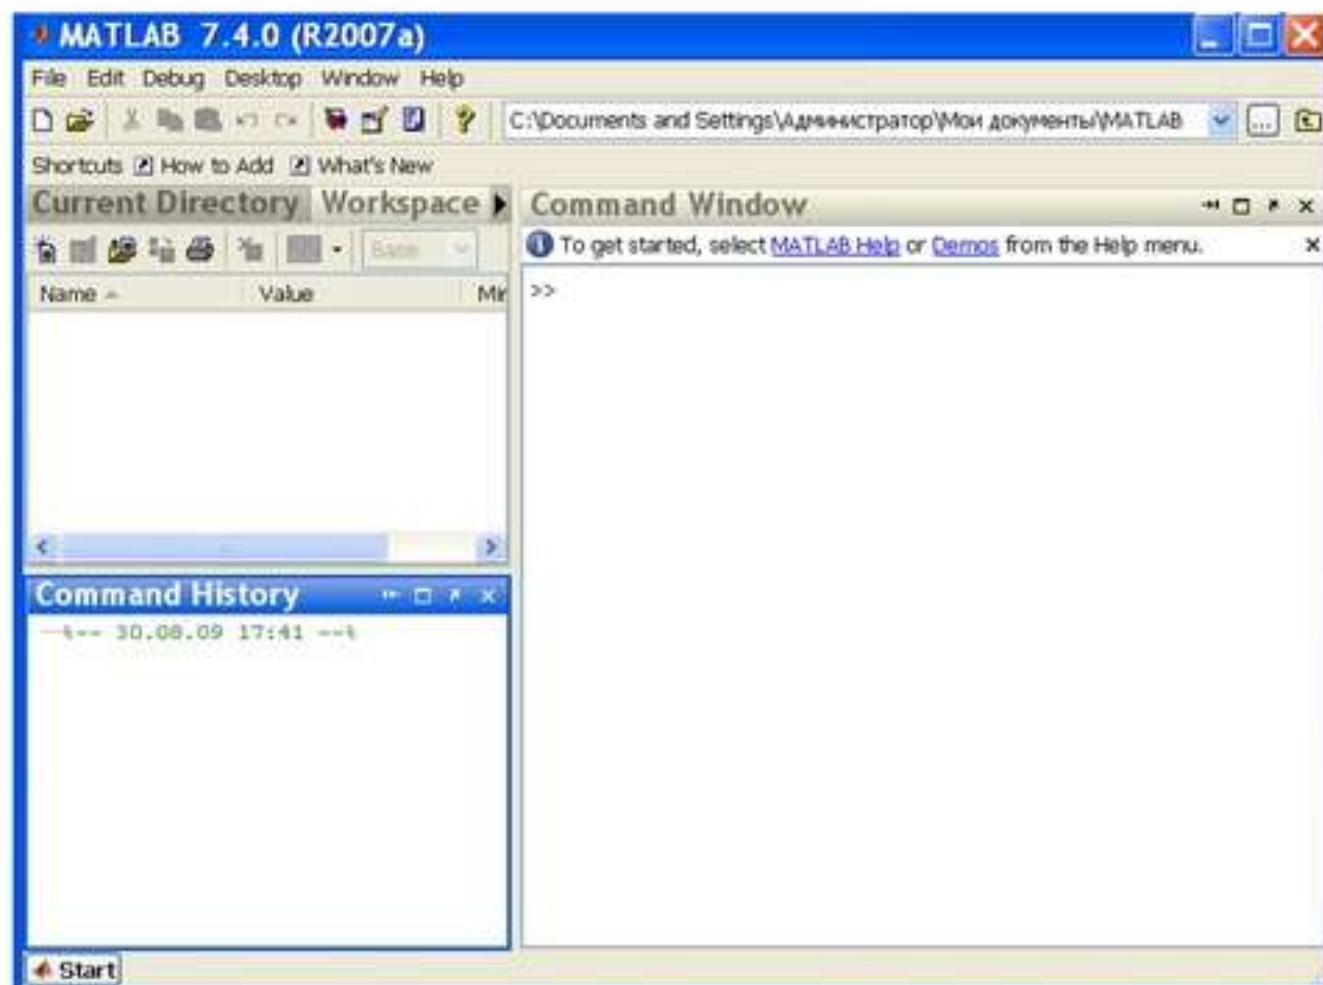 MATLAB 7.4.0 (R2007a)
File Edit Debug Desktop Window Help
C:\Documents and Settings\Администратор\Мои документы\MATLAB
Shortcuts How to Add What's New
Current Directory Workspace
Base
Name Value Mir
Command History
%-- 30.08.09 17:41 --%
Command Window
To get started, select MATLAB Help or Demos from the Help menu.
>>
Start